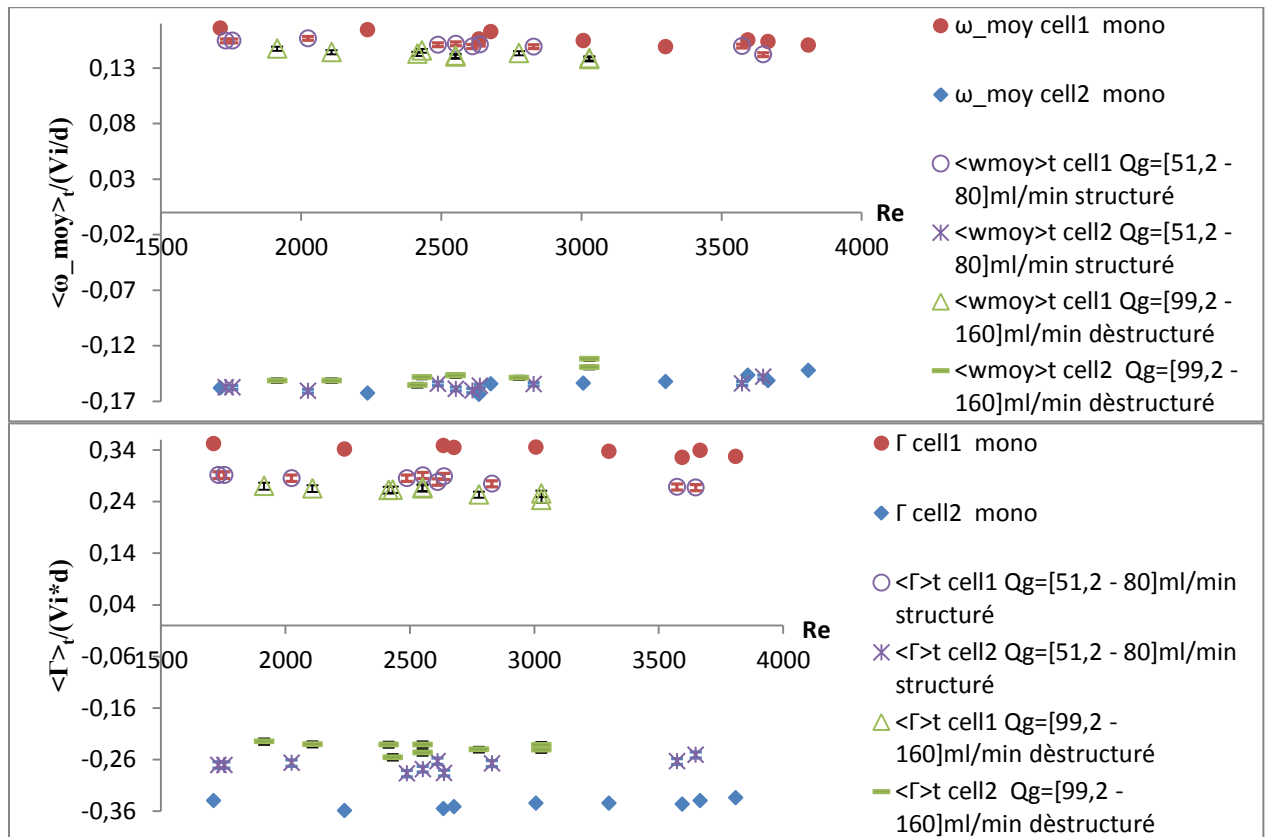 <ω_moy>t/(Vi/d)
0,13
0,08
0,03
-0,02
-0,07
-0,12
-0,17
1500
2000
2500
3000
3500
4000
Re
ω_moy cell1 mono
ω_moy cell2 mono
<wmoy>t cell1 Qg=[51,2 -
80]ml/min structuré
<wmoy>t cell2 Qg=[51,2 -
80]ml/min structuré
<wmoy>t cell1 Qg=[99,2 -
160]ml/min dèstructuré
<wmoy>t cell2 Qg=[99,2 -
160]ml/min dèstructuré
<Γ>t/(Vi*d)
0,34
0,24
0,14
0,04
-0,06
-0,16
-0,26
-0,36
1500
2000
2500
3000
3500
4000
Re
Γ cell1 mono
Γ cell2 mono
<Γ>t cell1 Qg=[51,2 - 80]ml/min
structuré
<Γ>t cell2 Qg=[51,2 - 80]ml/min
structuré
<Γ>t cell1 Qg=[99,2 -
160]ml/min dèstructuré
<Γ>t cell2 Qg=[99,2 -
160]ml/min dèstructuré